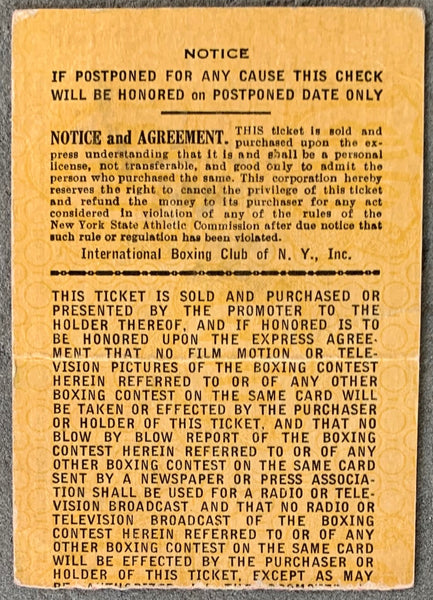 NOTICE
IF POSTPONED FOR ANY CAUSE THIS CHECK
WILL BE HONORED on POSTPONED DATE ONLY
NOTICE and AGREEMENT. THIS ticket is sold and
purchased upon the ex-
press understanding that it is and shall be a personal
license, not transferable, and good only to admit the
person who purchased the same. This corporation hereby
reserves the right to cancel the privilege of this ticket
and refund the money to its purchaser for any act
considered in violation of any of the rules of the
New York State Athletic Commission after due notice that
such rule or regulation has been violated.
International Boxing Club of N. Y., Inc.
THIS TICKET IS SOLD AND PURCHASED OR
PRESENTED BY THE PROMOTER TO THE
HOLDER THEREOF, AND IF HONORED IS TO
BE HONORED UPON THE EXPRESS AGREE-
MENT THAT NO FILM MOTION OR TELE-
VISION PICTURES OF THE BOXING CONTEST
HEREIN REFERRED TO OR OF ANY OTHER
BOXING CONTEST ON THE SAME CARD WILL
BE TAKEN OR EFFECTED BY THE PURCHASER
OR HOLDER OF THIS TICKET, AND THAT NO
BLOW BY BLOW REPORT OF THE BOXING
CONTEST HEREIN REFERRED TO OR OF ANY
OTHER BOXING CONTEST ON THE SAME CARD
SENT BY A NEWSPAPER OR PRESS ASSOCIA-
TION SHALL BE USED FOR A RADIO OR TELE-
VISION BROADCAST, AND THAT NO RADIO OR
TELEVISION BROADCAST OF THE BOXING
CONTEST HEREIN REFERRED TO OR OF ANY
OTHER BOXING CONTEST ON THE SAME CARD
WILL BE EFFECTED BY THE PURCHASER OR
HOLDER OF THIS TICKET, EXCEPT AS MAY